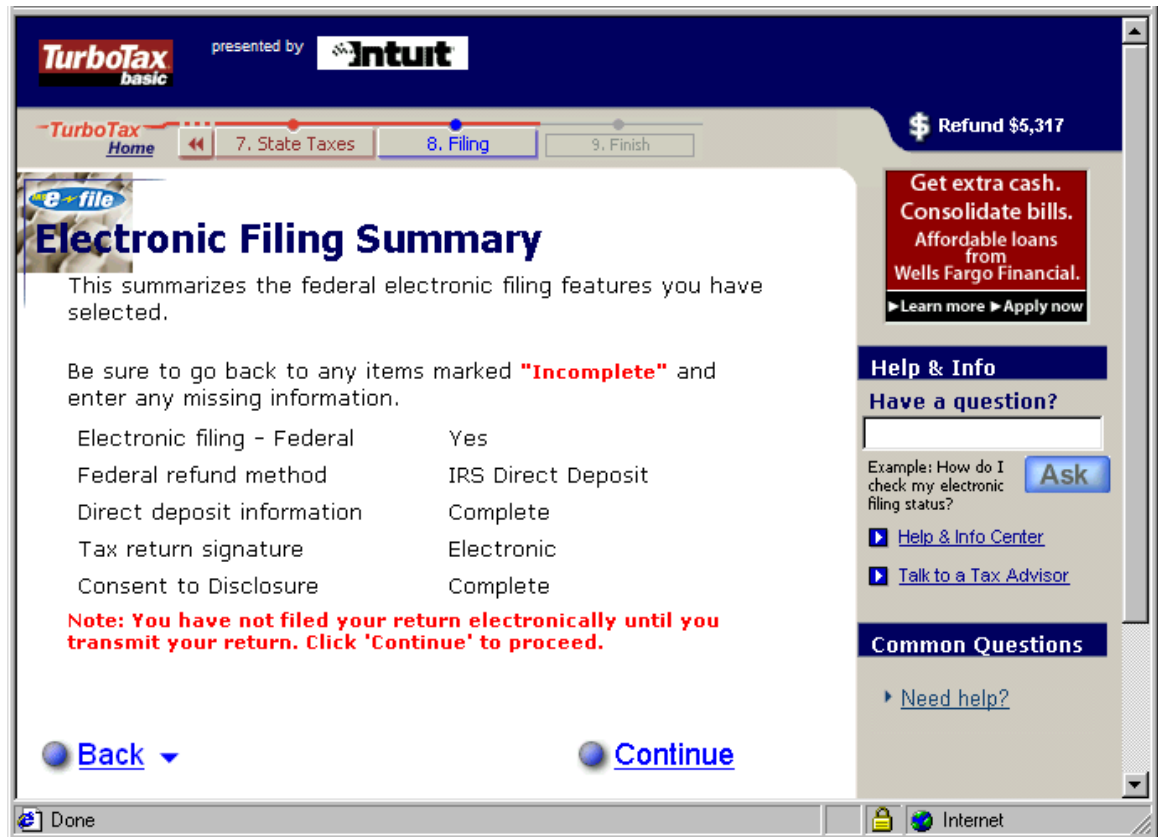 TurboTax
basic
presented by
Intuit
TurboTax
Home
7. State Taxes
8. Filing
9. Finish
$ Refund $5,317
e file
Electronic Filing Summary
This summarizes the federal electronic filing features you have
selected.
Be sure to go back to any items marked "Incomplete" and
enter any missing information.
Electronic filing - Federal Yes
Federal refund method IRS Direct Deposit
Direct deposit information Complete
Tax return signature Electronic
Consent to Disclosure Complete
Note: You have not filed your return electronically until you
transmit your return. Click 'Continue' to proceed.
Back
Continue
Get extra cash.
Consolidate bills.
Affordable loans
from
Wells Fargo Financial.
Learn more Apply now
Help & Info
Have a question?
Example: How do I
check my electronic
filing status?
Ask
Help & Info Center
Talk to a Tax Advisor
Common Questions
Need help?
Done
Internet